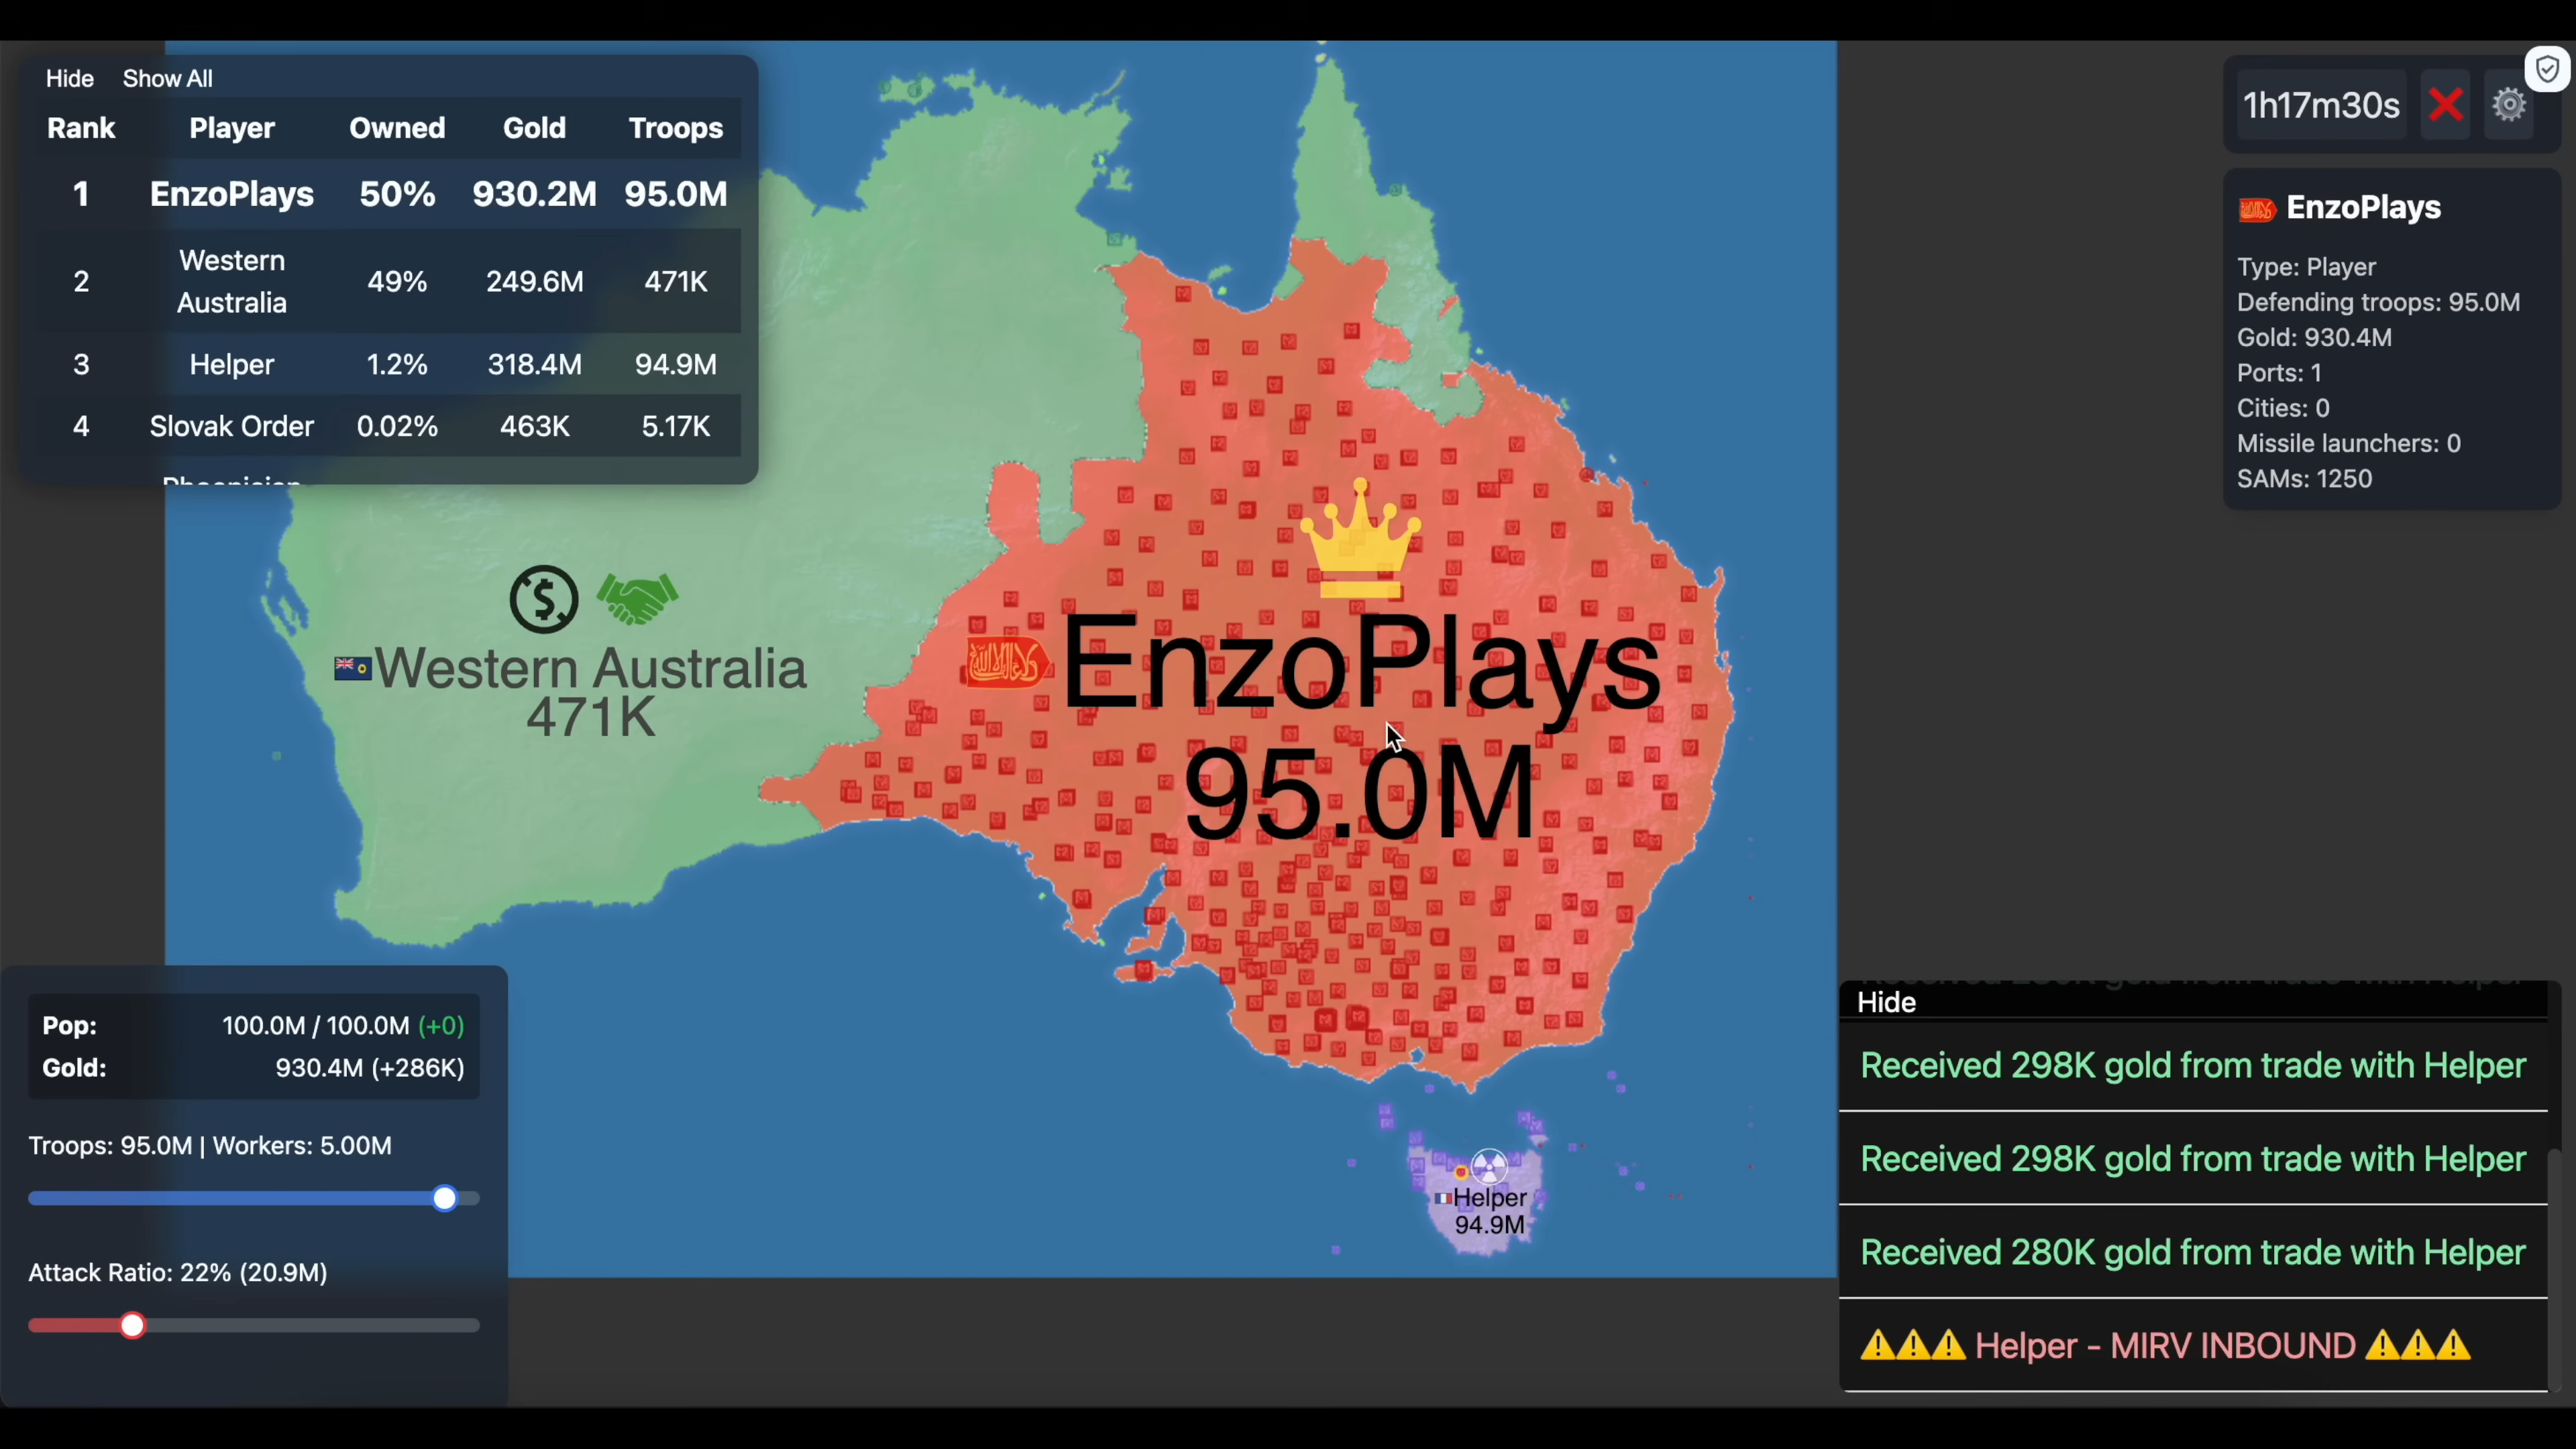 Hide Show All
Rank Player Owned Gold Troops
1 EnzoPlays 50% 930.2M 95.0M
2 Western Australia 49% 249.6M 471K
3 Helper 1.2% 318.4M 94.9M
4 Slovak Order 0.02% 463K 5.17K
1h17m30s
EnzoPlays
Type: Player
Defending troops: 95.0M
Gold: 930.4M
Ports: 1
Cities: 0
Missile launchers: 0
SAMs: 1250
Western Australia
471K
EnzoPlays
95.0M
Helper
94.9M
Pop: 100.0M / 100.0M (+0)
Gold: 930.4M (+286K)
Troops: 95.0M | Workers: 5.00M
Attack Ratio: 22% (20.9M)
Hide
Received 298K gold from trade with Helper
Received 298K gold from trade with Helper
Received 280K gold from trade with Helper
⚠️⚠️⚠️ Helper - MIRV INBOUND ⚠️⚠️⚠️